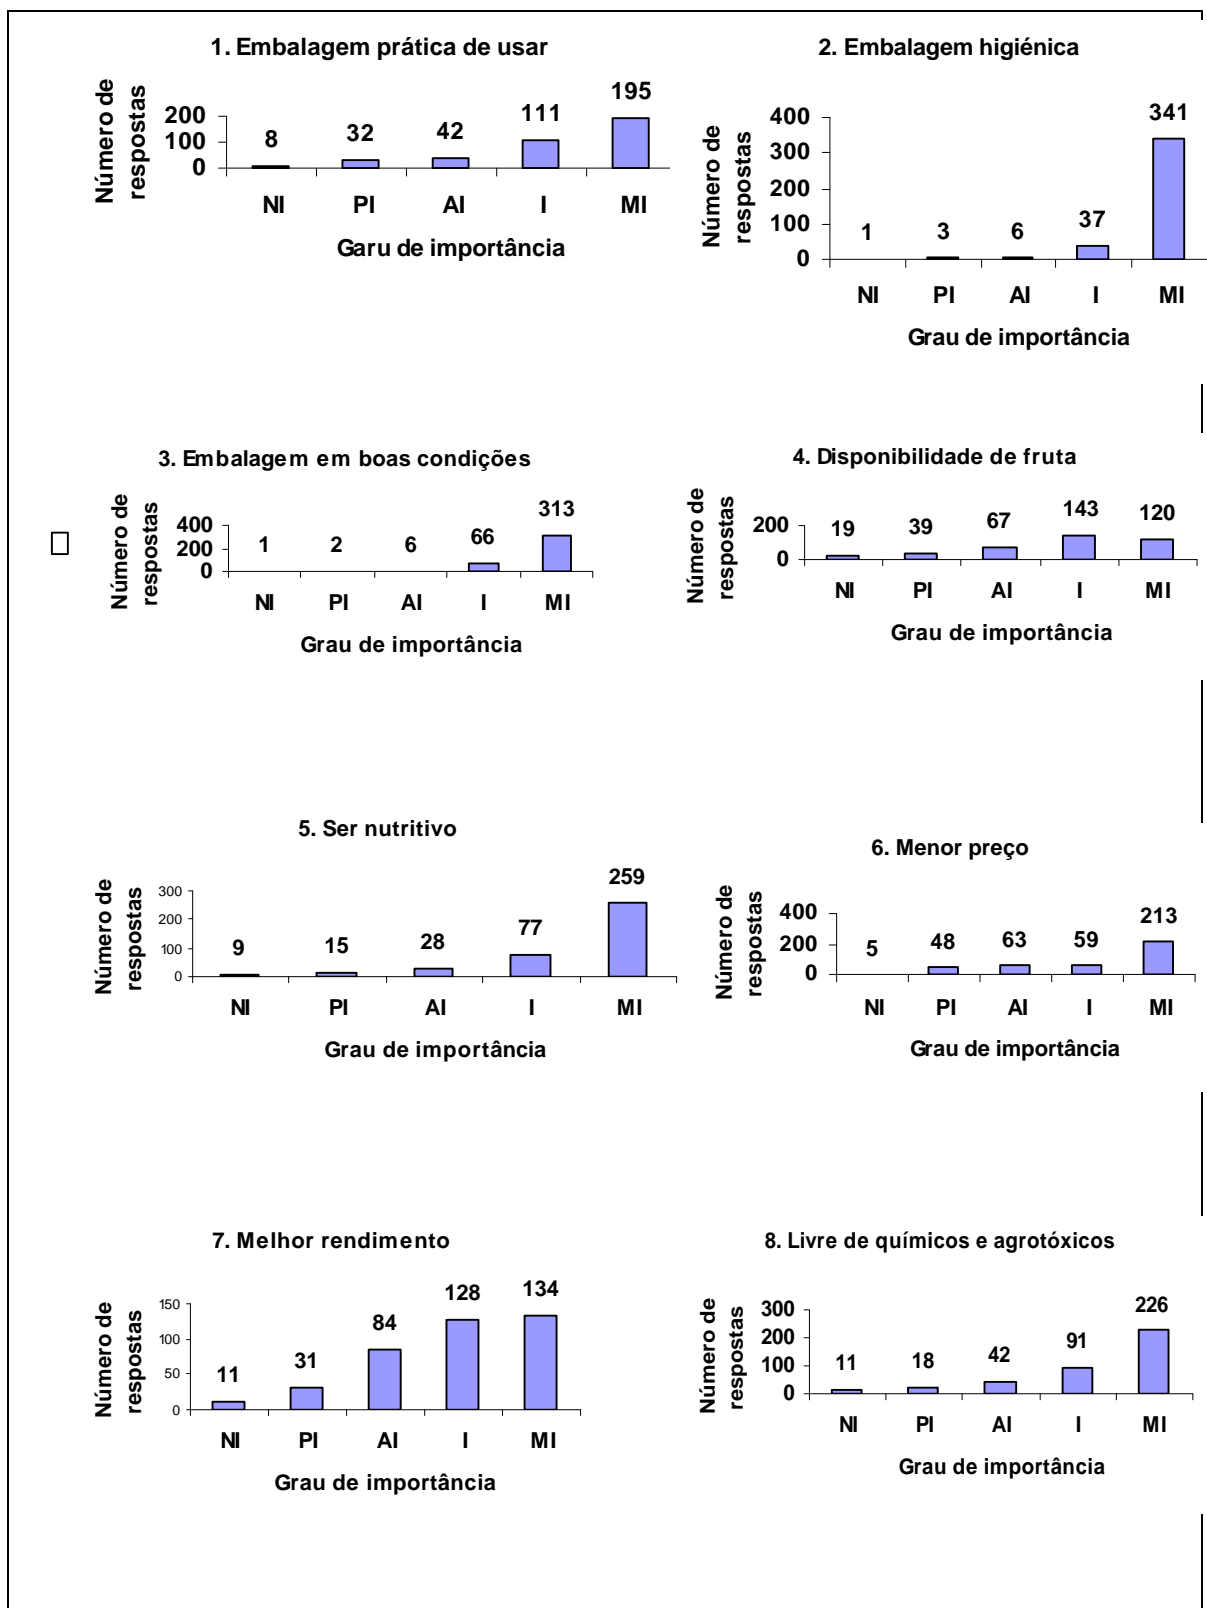 1. Embalagem prática de usar
Número de
respostas
200
100
0
8
32
42
111
195
NI PI AI I MI
Garu de importância
2. Embalagem higiénica
Número de
respostas
400
300
200
100
0
1
3
6
37
341
NI PI AI I MI
Grau de importância
3. Embalagem em boas condições
Número de
respostas
400
200
0
1
2
6
66
313
NI PI AI I MI
Grau de importância
4. Disponibilidade de fruta
Número de
respostas
200
0
19
39
67
143
120
NI PI AI I MI
Grau de importância
5. Ser nutritivo
Número de
respostas
300
200
100
0
9
15
28
77
259
NI PI AI I MI
Grau de importância
6. Menor preço
Número de
respostas
400
200
0
5
48
63
59
213
NI PI AI I MI
Grau de importância
7. Melhor rendimento
Número de
respostas
150
100
50
0
11
31
84
128
134
NI PI AI I MI
Grau de importância
8. Livre de químicos e agrotóxicos
Número de
respostas
300
200
100
0
11
18
42
91
226
NI PI AI I MI
Grau de importância